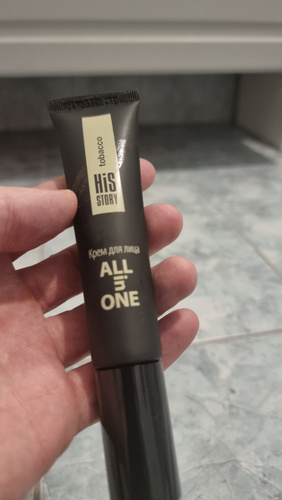 tobacco
HiS
STORY
Крем для лица
ALL
in
ONE